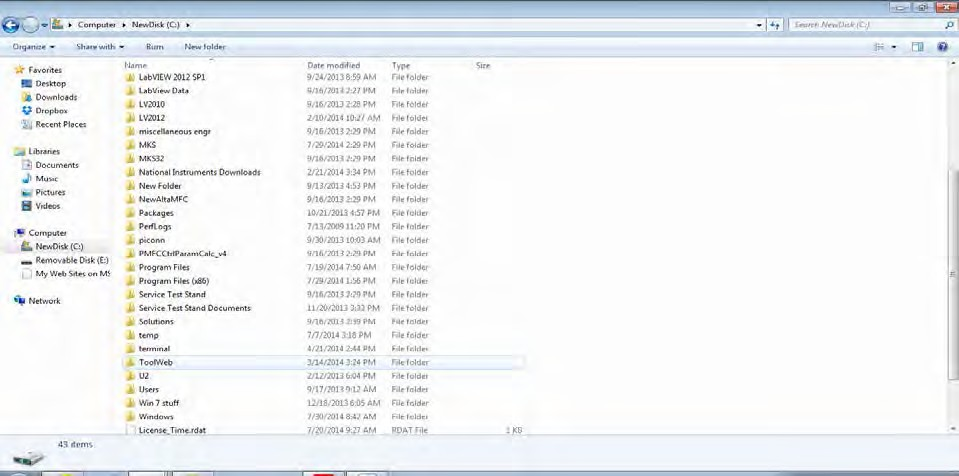 Computer ▸ NewDisk (C:) ▸
Search NewDisk (C:)
Organize Share with Burn New folder
Favorites
Desktop
Downloads
Dropbox
Recent Places
Libraries
Documents
Music
Pictures
Videos
Computer
NewDisk (C:)
Removable Disk (E:)
My Web Sites on MS
Network
Name Date modified Type Size
LabVIEW 2012 SP1 9/24/2013 8:59 AM File folder
LabView Data 9/16/2013 2:27 PM File folder
LV2010 9/16/2013 2:28 PM File folder
LV2012 2/10/2014 10:27 AM File folder
miscellaneous engr 9/16/2013 2:29 PM File folder
MKS 7/29/2014 2:29 PM File folder
MKS32 9/16/2013 2:29 PM File folder
National Instruments Downloads 2/21/2014 3:34 PM File folder
New Folder 9/13/2013 4:53 PM File folder
NewAltaMFC 9/16/2013 2:29 PM File folder
Packages 10/21/2013 4:57 PM File folder
PerfLogs 7/13/2009 11:20 PM File folder
piconn 9/30/2013 10:03 AM File folder
PMFCCtrlParamCalc_v4 9/16/2013 2:29 PM File folder
Program Files 7/19/2014 7:50 AM File folder
Program Files (x86) 7/29/2014 1:56 PM File folder
Service Test Stand 9/16/2013 2:29 PM File folder
Service Test Stand Documents 11/20/2013 3:33 PM File folder
Solutions 9/16/2013 2:39 PM File folder
temp 7/7/2014 3:18 PM File folder
terminal 4/21/2014 2:44 PM File folder
ToolWeb 3/14/2014 3:24 PM File folder
U2 2/12/2013 6:04 PM File folder
Users 9/17/2013 9:12 AM File folder
Win 7 stuff 12/18/2013 6:05 AM File folder
Windows 7/30/2014 8:42 AM File folder
License_Time.rdat 7/20/2014 9:27 AM RDAT File 1 KB
43 items